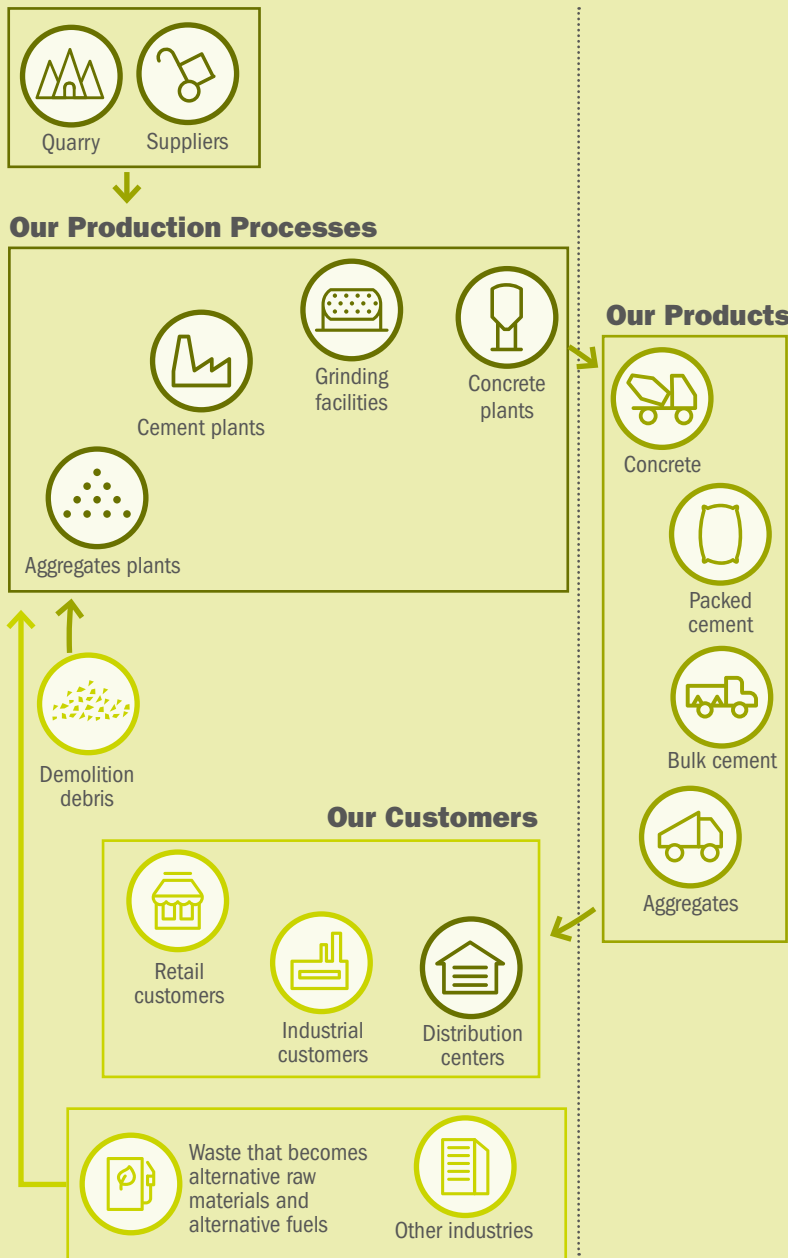 Quarry
Suppliers
Our Production Processes
Grinding
facilities
Concrete
plants
Cement plants
Aggregates plants
Our Products
Concrete
Packed
cement
Bulk cement
Aggregates
Demolition
debris
Our Customers
Retail
customers
Industrial
customers
Distribution
centers
Waste that becomes
alternative raw
materials and
alternative fuels
Other industries